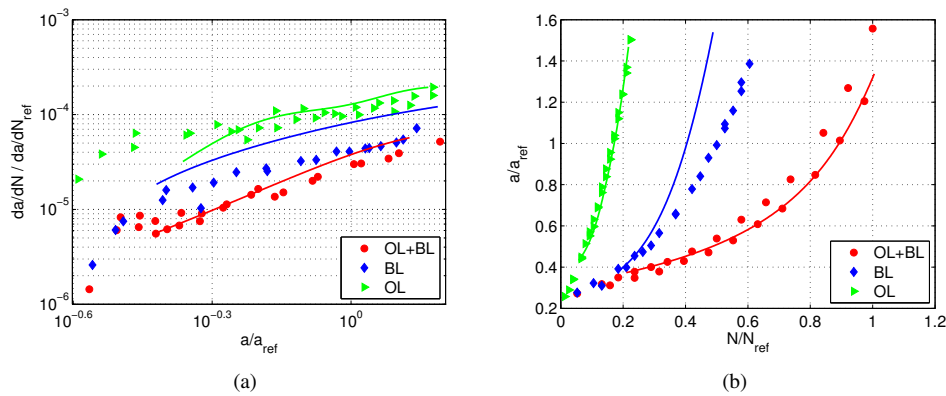 10^-3
10^-4
10^-5
10^-6
da/dN / da/dN_ref
10^-0.6
10^-0.3
10^0.0
a/a_ref
OL+BL
BL
OL
(a)
1.6
1.4
1.2
1
0.8
0.6
0.4
0.2
a/a_ref
0
0.2
0.4
0.6
0.8
1
1.2
N/N_ref
OL+BL
BL
OL
(b)